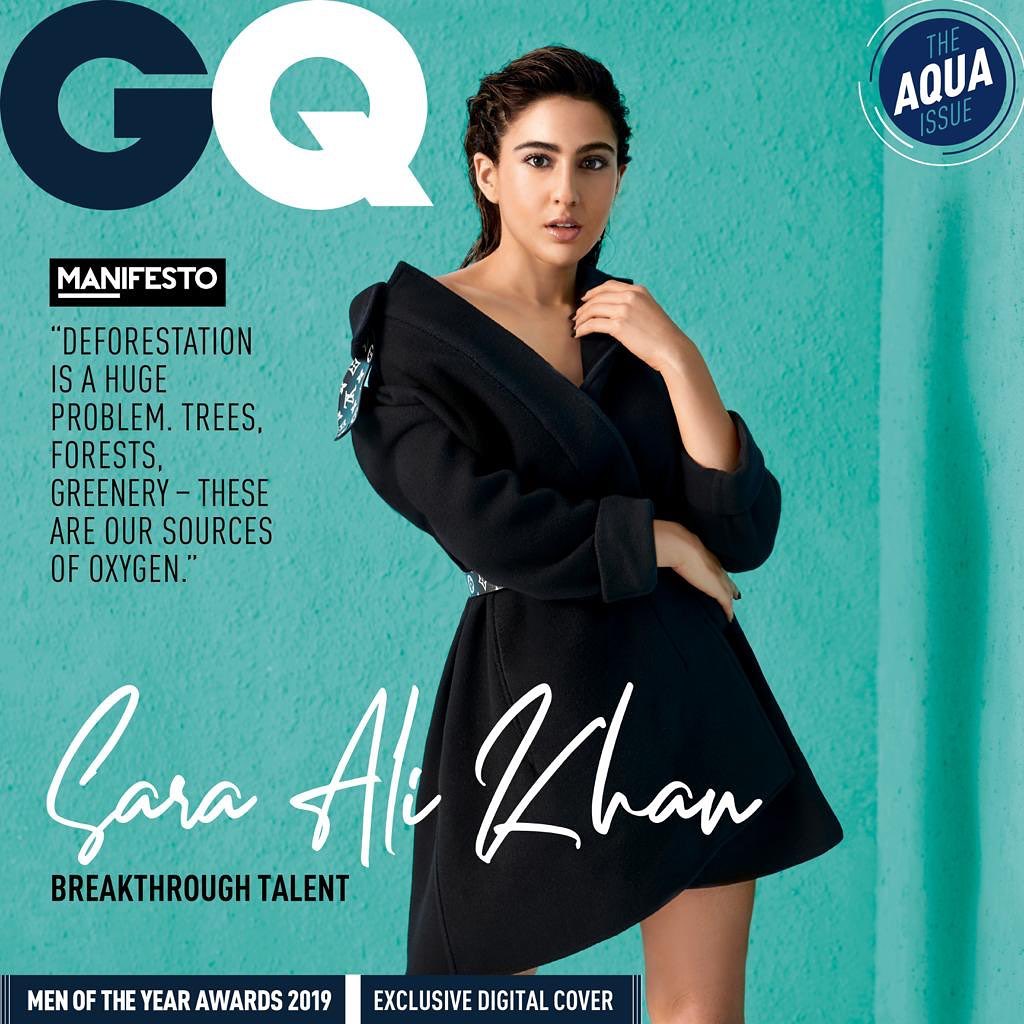 GQ
THE
AQUA
ISSUE
MANIFESTO
“DEFORESTATION
IS A HUGE
PROBLEM. TREES,
FORESTS,
GREENERY – THESE
ARE OUR SOURCES
OF OXYGEN.”
Sara Ali Khan
BREAKTHROUGH TALENT
MEN OF THE YEAR AWARDS 2019
EXCLUSIVE DIGITAL COVER